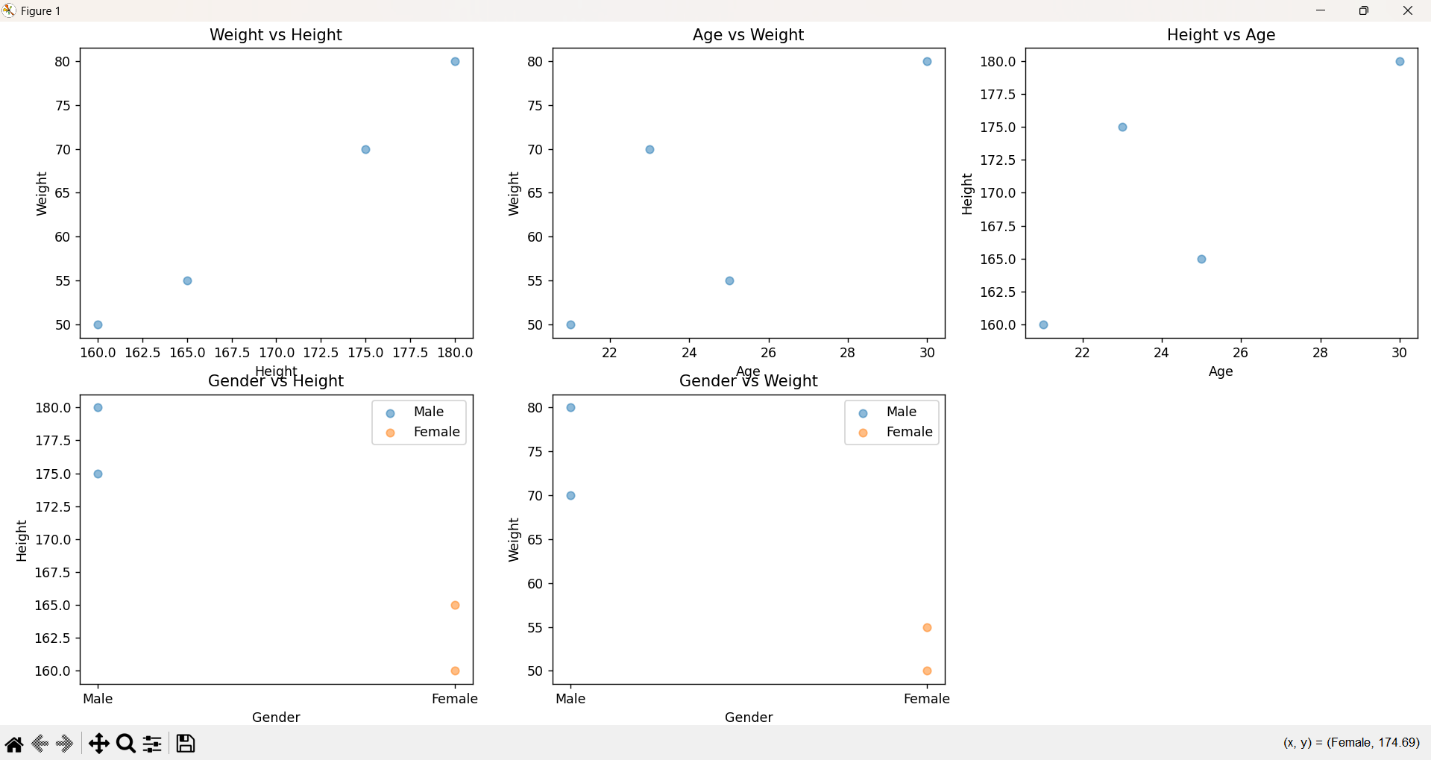 Figure 1
Weight vs Height
80
75
70
65
60
55
50
Weight
160.0 162.5 165.0 167.5 170.0 172.5 175.0 177.5 180.0
Height
Age vs Weight
80
75
70
65
60
55
50
Weight
22 24 26 28 30
Age
Height vs Age
180.0
177.5
175.0
172.5
170.0
167.5
165.0
162.5
160.0
Height
22 24 26 28 30
Age
Gender vs Height
Male
Female
180.0
177.5
175.0
172.5
170.0
167.5
165.0
162.5
160.0
Height
Male Female
Gender
Gender vs Weight
Male
Female
80
75
70
65
60
55
50
Weight
Male Female
Gender
(x, y) = (Female, 174.69)